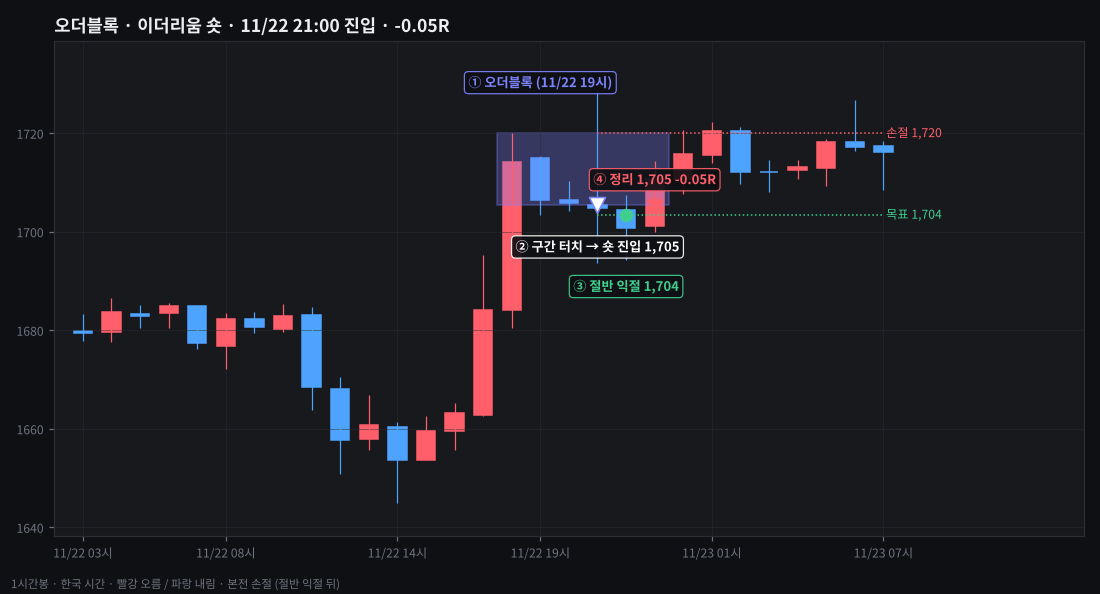 오더블록 · 이더리움 숏 · 11/22 21:00 진입 · -0.05R
① 오더블록 (11/22 19시)
1720
손절 1,720
④ 정리 1,705 -0.05R
목표 1,704
1700
② 구간 터치 → 숏 진입 1,705
③ 절반 익절 1,704
1680
1660
1640
11/22 03시
11/22 08시
11/22 14시
11/22 19시
11/23 01시
11/23 07시
1시간봉 · 한국 시간 · 빨강 오름 / 파랑 내림 · 본전 손절 (절반 익절 뒤)